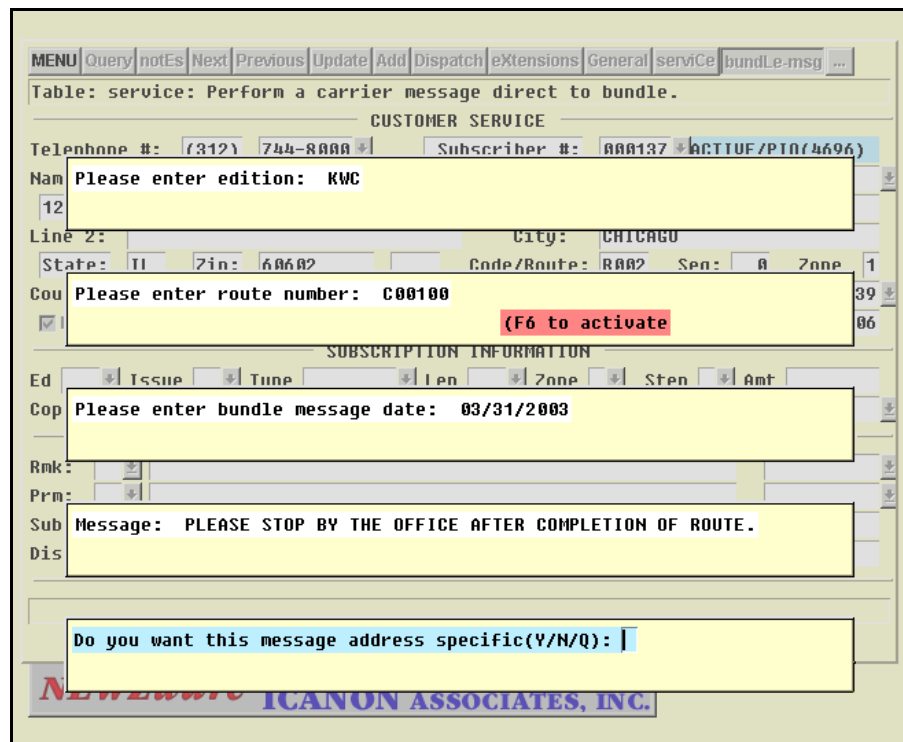 MENU Query notEs Next Previous Update Add Dispatch eXtensions General serviCe bundLe-msg ...
Table: service: Perform a carrier message direct to bundle.
CUSTOMER SERVICE
Telephone #: (312) 744-8000 Subscriber #: 000137 ACTIVE/PIO(4696)
Nam
Please enter edition: KWC
12
Line 2: City: CHICAGO
State: IL Zip: 60602 Code/Route: R002 Seq: 0 Zone 1
Cou
Please enter route number: C00100
39
(F6 to activate
06
SUBSCRIPTION INFORMATION
Ed Issue Type Len Zone Step Amt
Cop
Please enter bundle message date: 03/31/2003
Rmk:
Prm:
Sub
Message: PLEASE STOP BY THE OFFICE AFTER COMPLETION OF ROUTE.
Dis
Do you want this message address specific(Y/N/Q):
ICANON ASSOCIATES, INC.